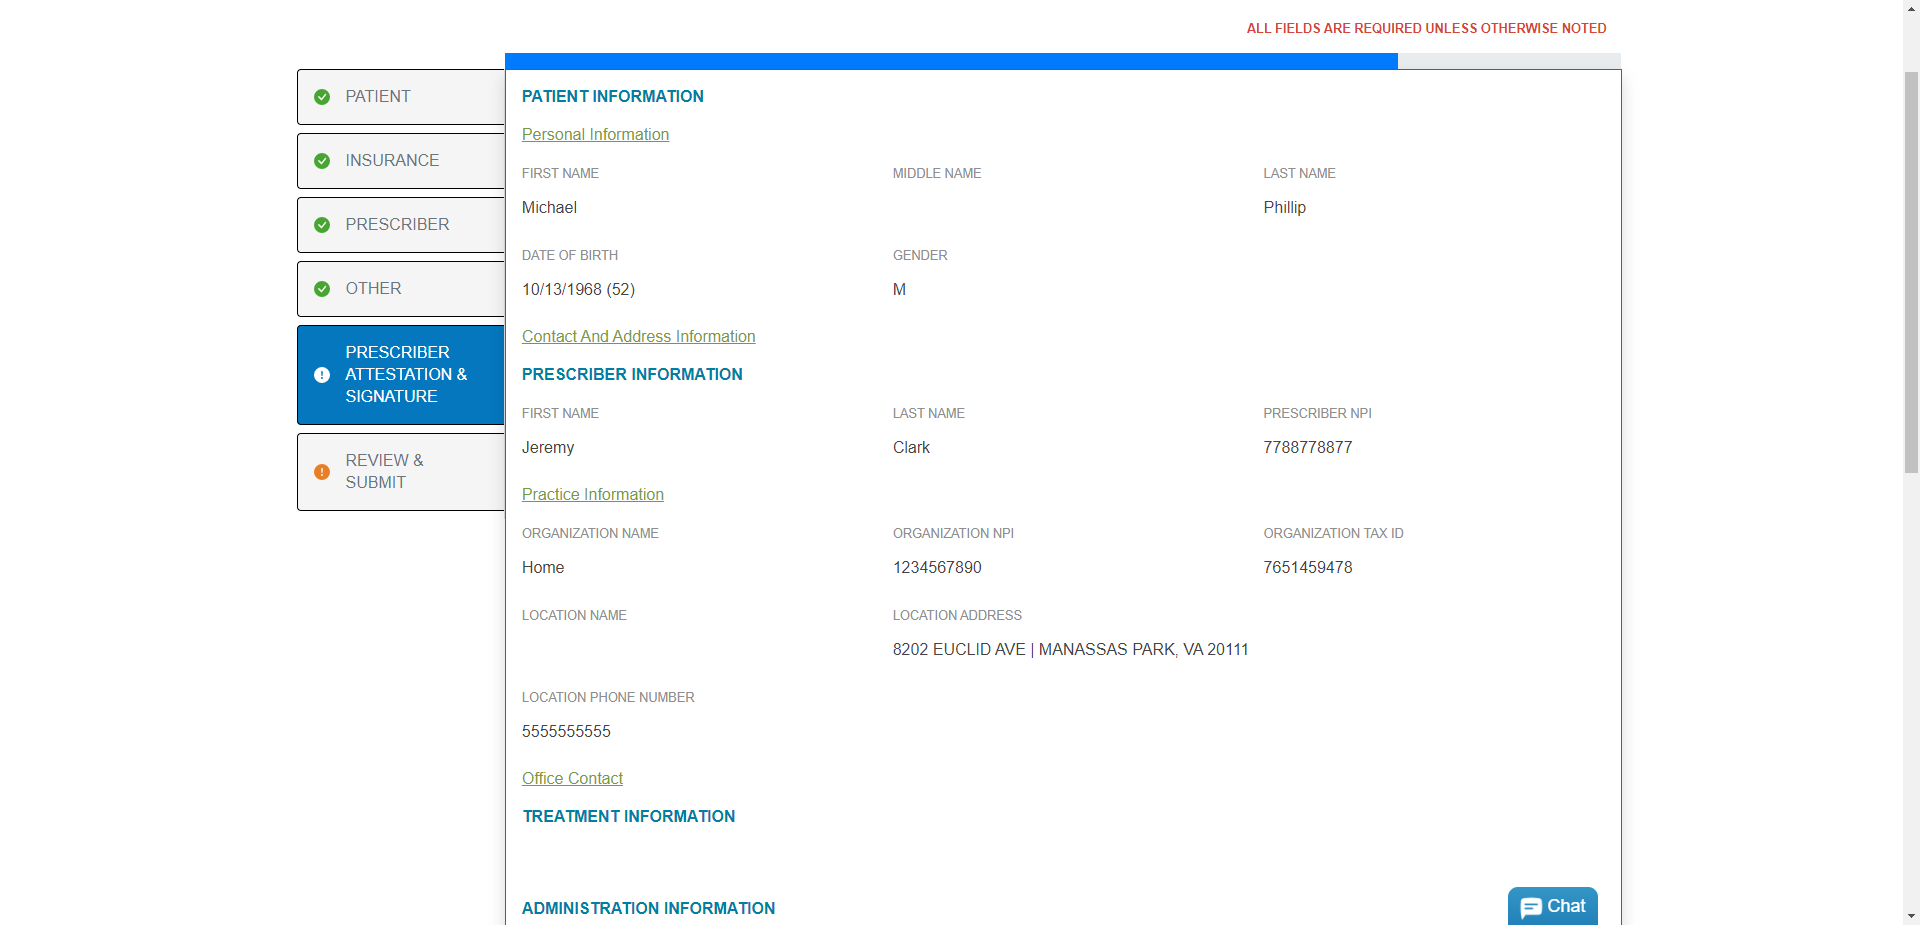 ALL FIELDS ARE REQUIRED UNLESS OTHERWISE NOTED
PATIENT
INSURANCE
PRESCRIBER
OTHER
PRESCRIBER
ATTESTATION &
SIGNATURE
REVIEW &
SUBMIT
PATIENT INFORMATION
Personal Information
FIRST NAME MIDDLE NAME LAST NAME
Michael Phillip
DATE OF BIRTH GENDER
10/13/1968 (52) M
Contact And Address Information
PRESCRIBER INFORMATION
FIRST NAME LAST NAME PRESCRIBER NPI
Jeremy Clark 7788778877
Practice Information
ORGANIZATION NAME ORGANIZATION NPI ORGANIZATION TAX ID
Home 1234567890 7651459478
LOCATION NAME LOCATION ADDRESS
8202 EUCLID AVE | MANASSAS PARK, VA 20111
LOCATION PHONE NUMBER
5555555555
Office Contact
TREATMENT INFORMATION
ADMINISTRATION INFORMATION
Chat